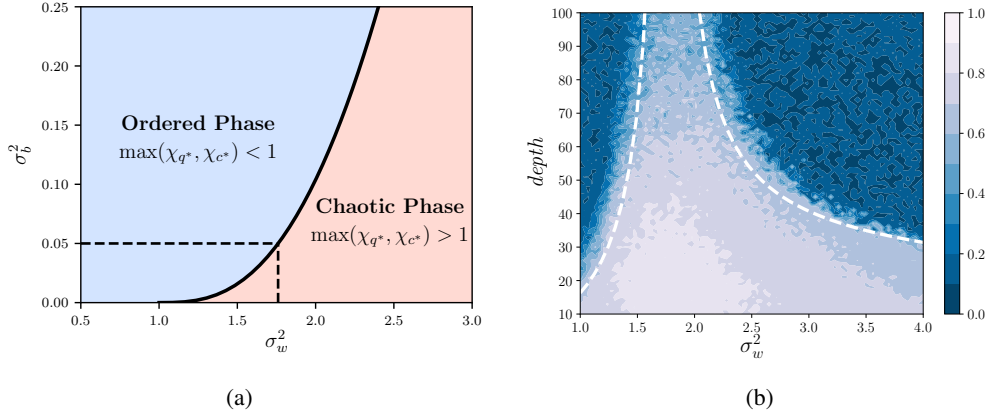 0.25
0.20
0.15
0.10
0.05
0.00
σ_b^2
Ordered Phase
max(χ_{q*}, χ_{c*}) < 1
Chaotic Phase
max(χ_{q*}, χ_{c*}) > 1
0.5 1.0 1.5 2.0 2.5 3.0
σ_w^2
(a)
100
90
80
70
60
50
40
30
20
10
depth
1.0 1.5 2.0 2.5 3.0 3.5 4.0
σ_w^2
1.0
0.8
0.6
0.4
0.2
0.0
(b)